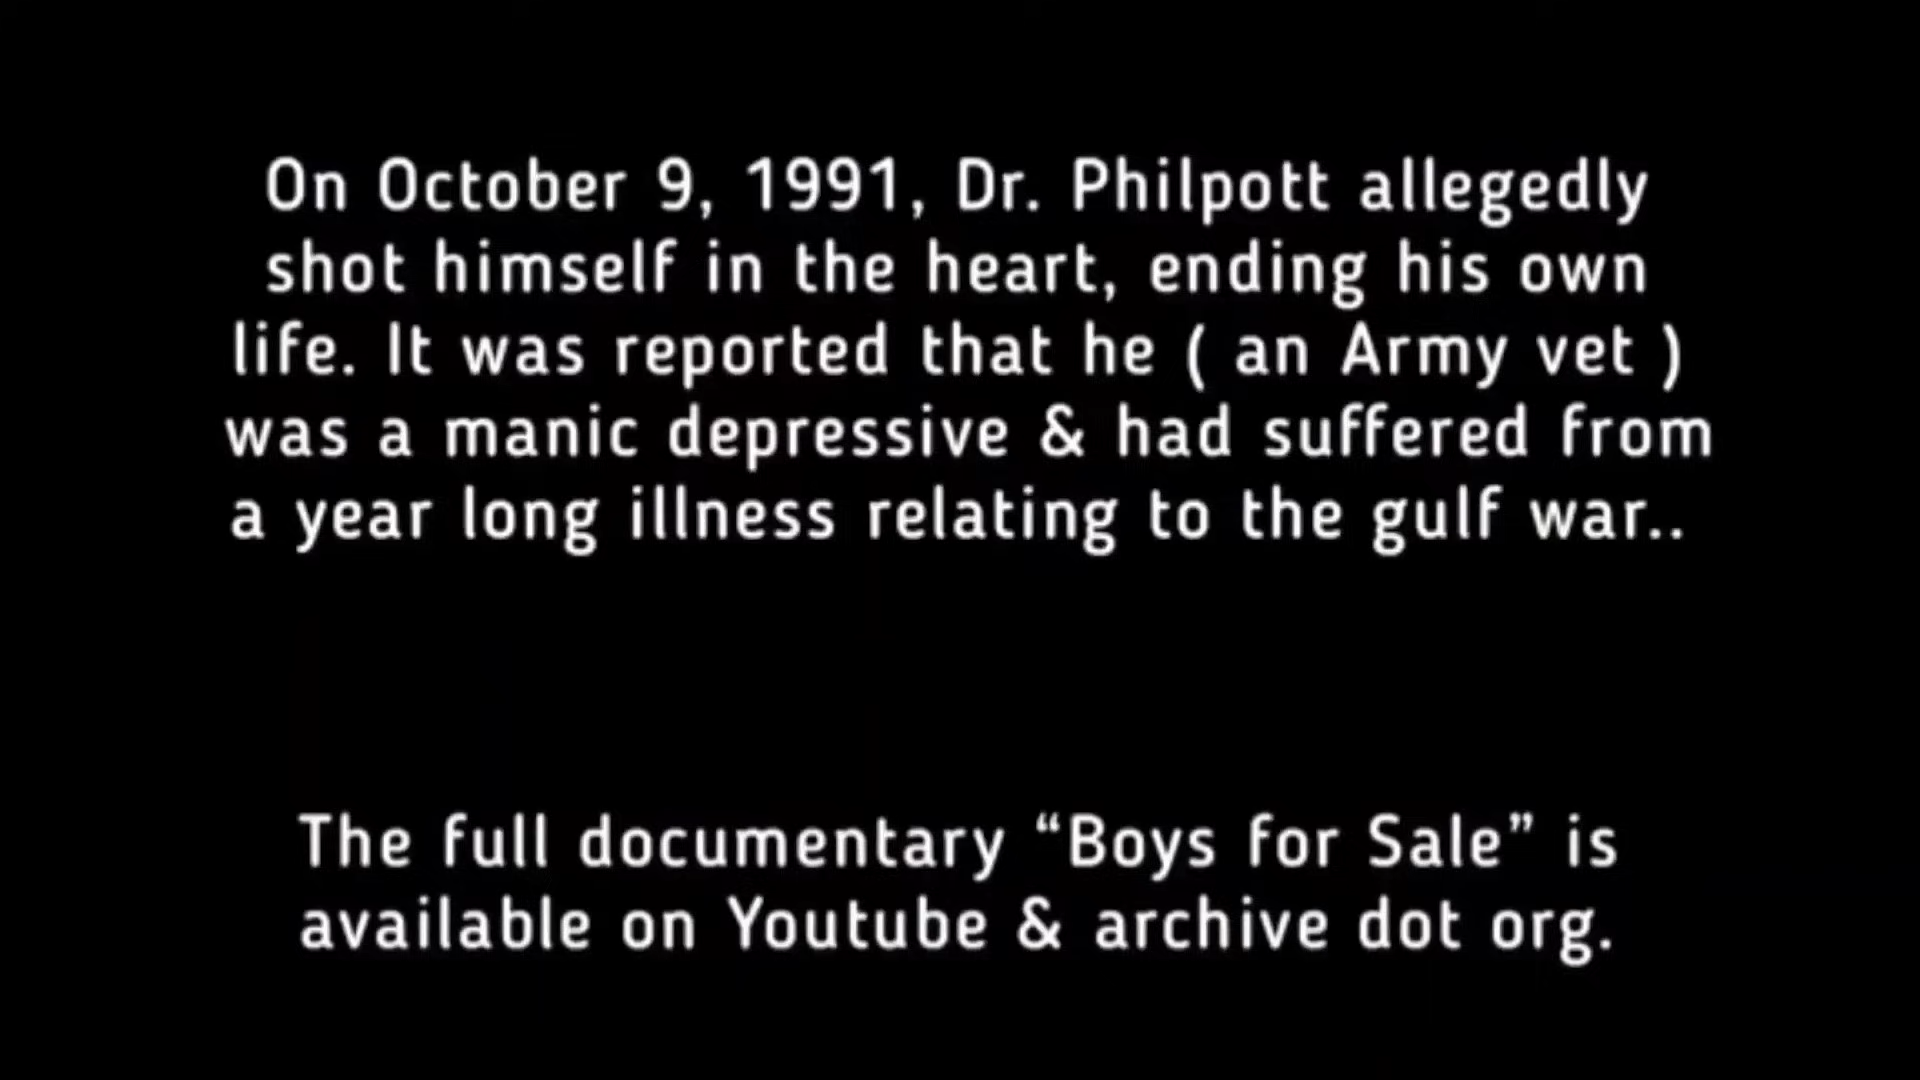 On October 9, 1991, Dr. Philpott allegedly
shot himself in the heart, ending his own
life. It was reported that he ( an Army vet )
was a manic depressive & had suffered from
a year long illness relating to the gulf war..
The full documentary “Boys for Sale” is
available on Youtube & archive dot org.